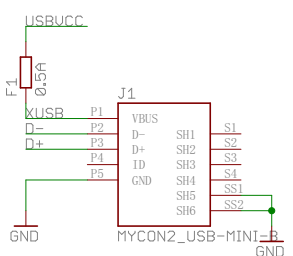 USBVCC
F1
0.5A
J1
XUSB
P1
VBUS
D-
P2
D-
SH1
S1
D+
P3
D+
SH2
S2
P4
ID
SH3
S3
P5
GND
SH4
S4
SH5
SS1
SH6
SS2
GND
MYCON2_USB-MINI-B
GND